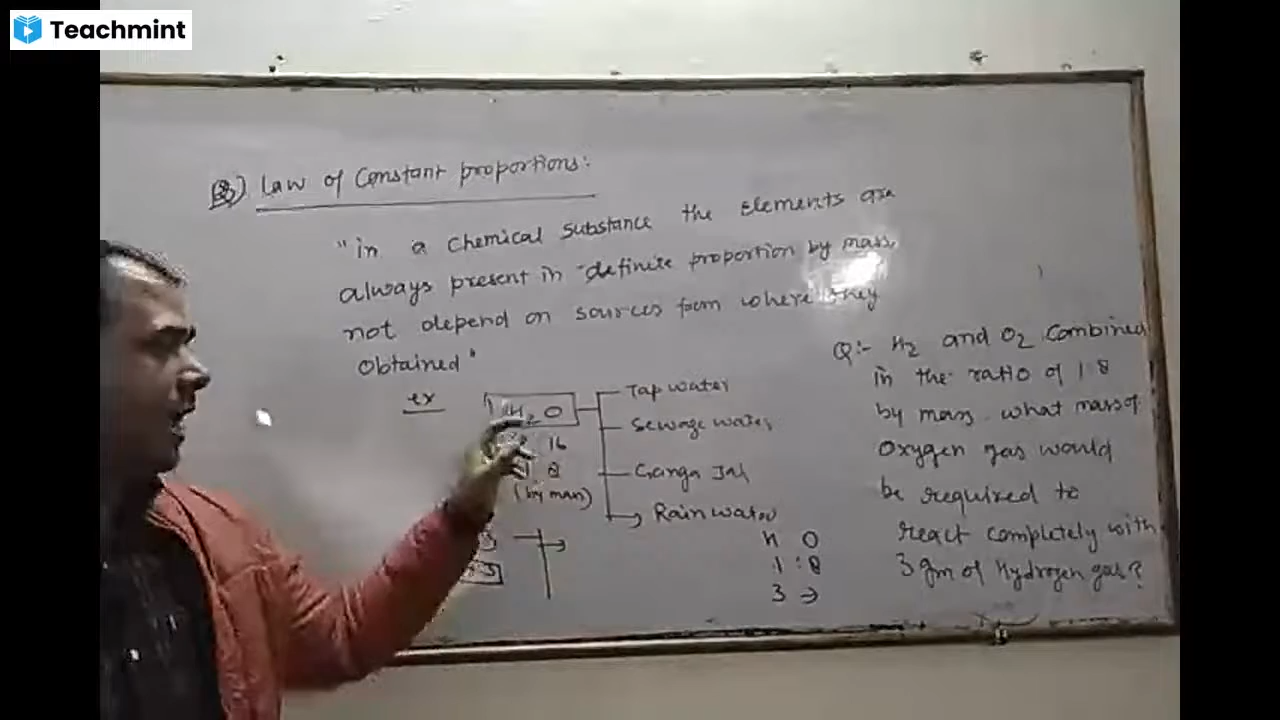 Teachmint
Law of Constant proportions:
"in a chemical substance the elements are
always present in definite proportion by mass,
not depend on sources from where they
obtained"
ex
H2O
Tap water
Sewage water
Ganga Jal
Rain water
16
1 8
(by mass)
H O
1 : 8
3 →
Q:- H2 and O2 Combined
in the ratio of 1:8
by mass. what mass of
oxygen gas would
be required to
react completely with
3 gm of Hydrogen gas?